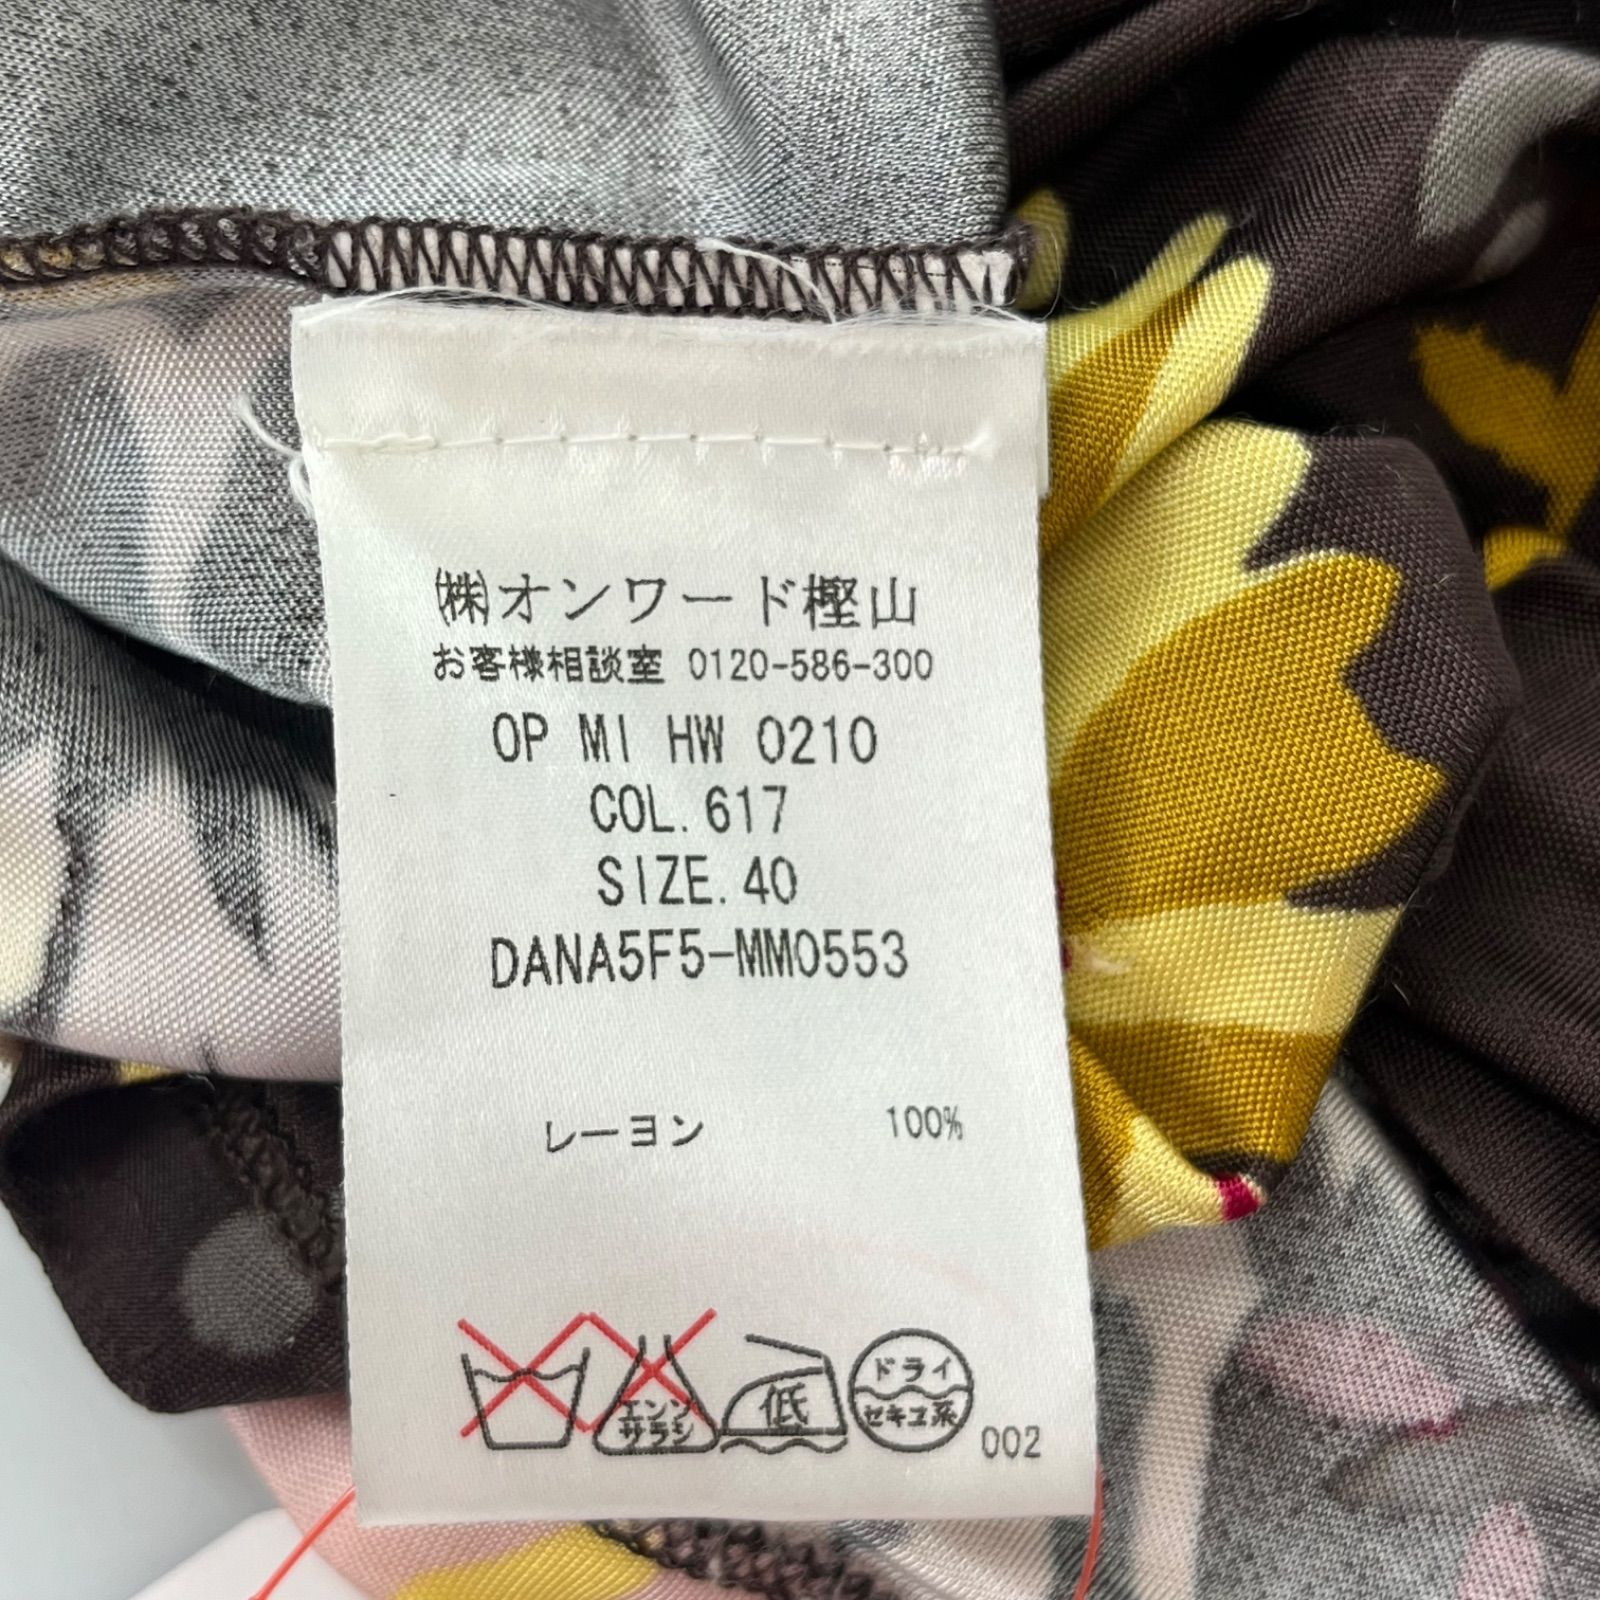 ㈱オンワード樫山
お客様相談室 0120-586-300
OP MI HW 0210
COL.617
SIZE.40
DANA5F5-MM0553
レーヨン 100%
エンソサラシ
低
ドライ
セキユ系
002